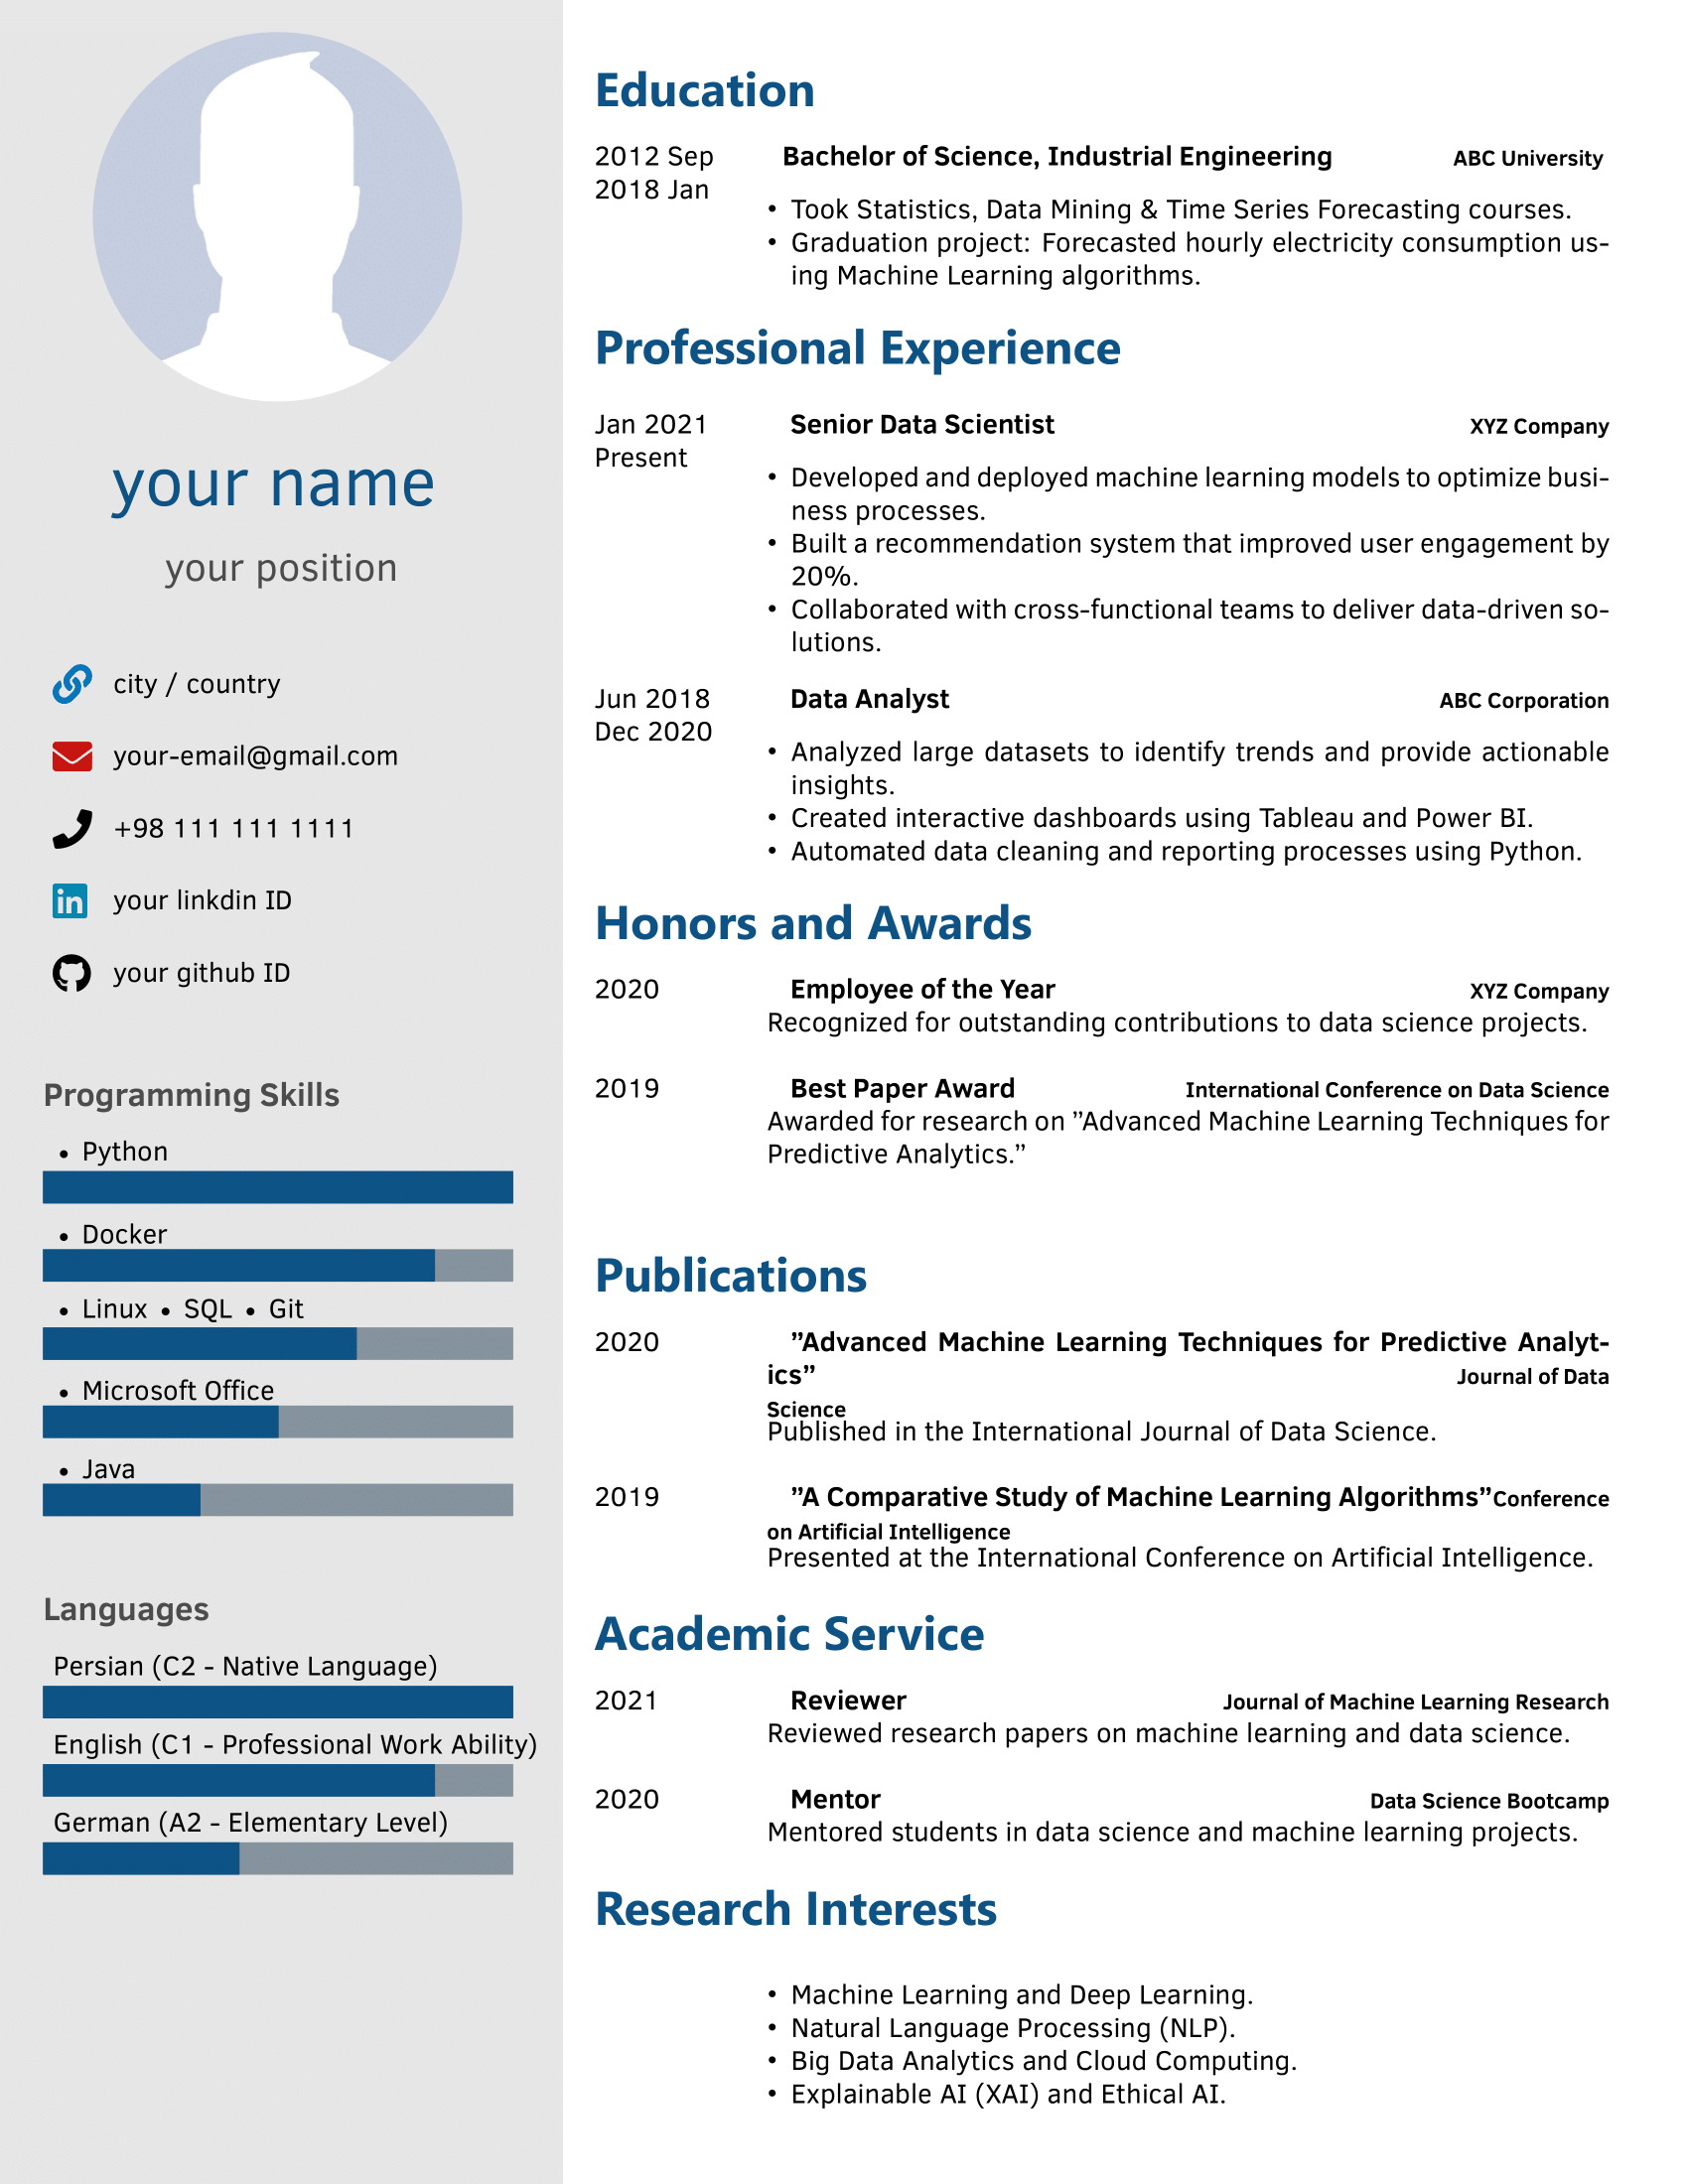 your name
your position
city / country
your-email@gmail.com
+98 111 111 1111
your linkdin ID
your github ID
Programming Skills
• Python
• Docker
• Linux • SQL • Git
• Microsoft Office
• Java
Languages
Persian (C2 - Native Language)
English (C1 - Professional Work Ability)
German (A2 - Elementary Level)
Education
2012 Sep Bachelor of Science, Industrial Engineering ABC University
2018 Jan
• Took Statistics, Data Mining & Time Series Forecasting courses.
• Graduation project: Forecasted hourly electricity consumption us-
ing Machine Learning algorithms.
Professional Experience
Jan 2021 Senior Data Scientist XYZ Company
Present
• Developed and deployed machine learning models to optimize busi-
ness processes.
• Built a recommendation system that improved user engagement by
20%.
• Collaborated with cross-functional teams to deliver data-driven so-
lutions.
Jun 2018 Data Analyst ABC Corporation
Dec 2020
• Analyzed large datasets to identify trends and provide actionable
insights.
• Created interactive dashboards using Tableau and Power BI.
• Automated data cleaning and reporting processes using Python.
Honors and Awards
2020 Employee of the Year XYZ Company
Recognized for outstanding contributions to data science projects.
2019 Best Paper Award International Conference on Data Science
Awarded for research on ”Advanced Machine Learning Techniques for
Predictive Analytics.”
Publications
2020 ”Advanced Machine Learning Techniques for Predictive Analyt-
ics” Journal of Data
Science
Published in the International Journal of Data Science.
2019 ”A Comparative Study of Machine Learning Algorithms”Conference
on Artificial Intelligence
Presented at the International Conference on Artificial Intelligence.
Academic Service
2021 Reviewer Journal of Machine Learning Research
Reviewed research papers on machine learning and data science.
2020 Mentor Data Science Bootcamp
Mentored students in data science and machine learning projects.
Research Interests
• Machine Learning and Deep Learning.
• Natural Language Processing (NLP).
• Big Data Analytics and Cloud Computing.
• Explainable AI (XAI) and Ethical AI.